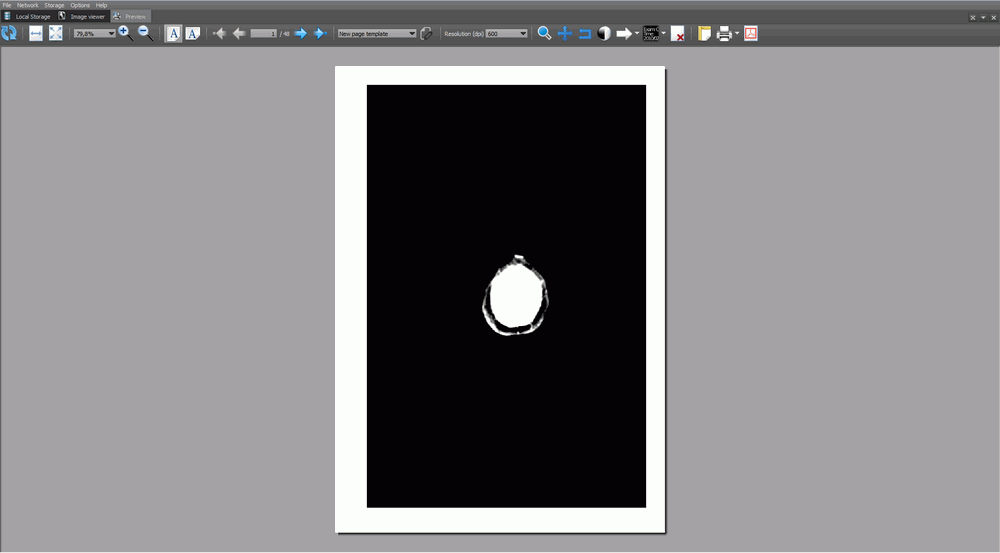 File Network Storage Options Help
Local Storage Image viewer Preview
79,8% A A 1 / 48 New page template Resolution (dpi) 600